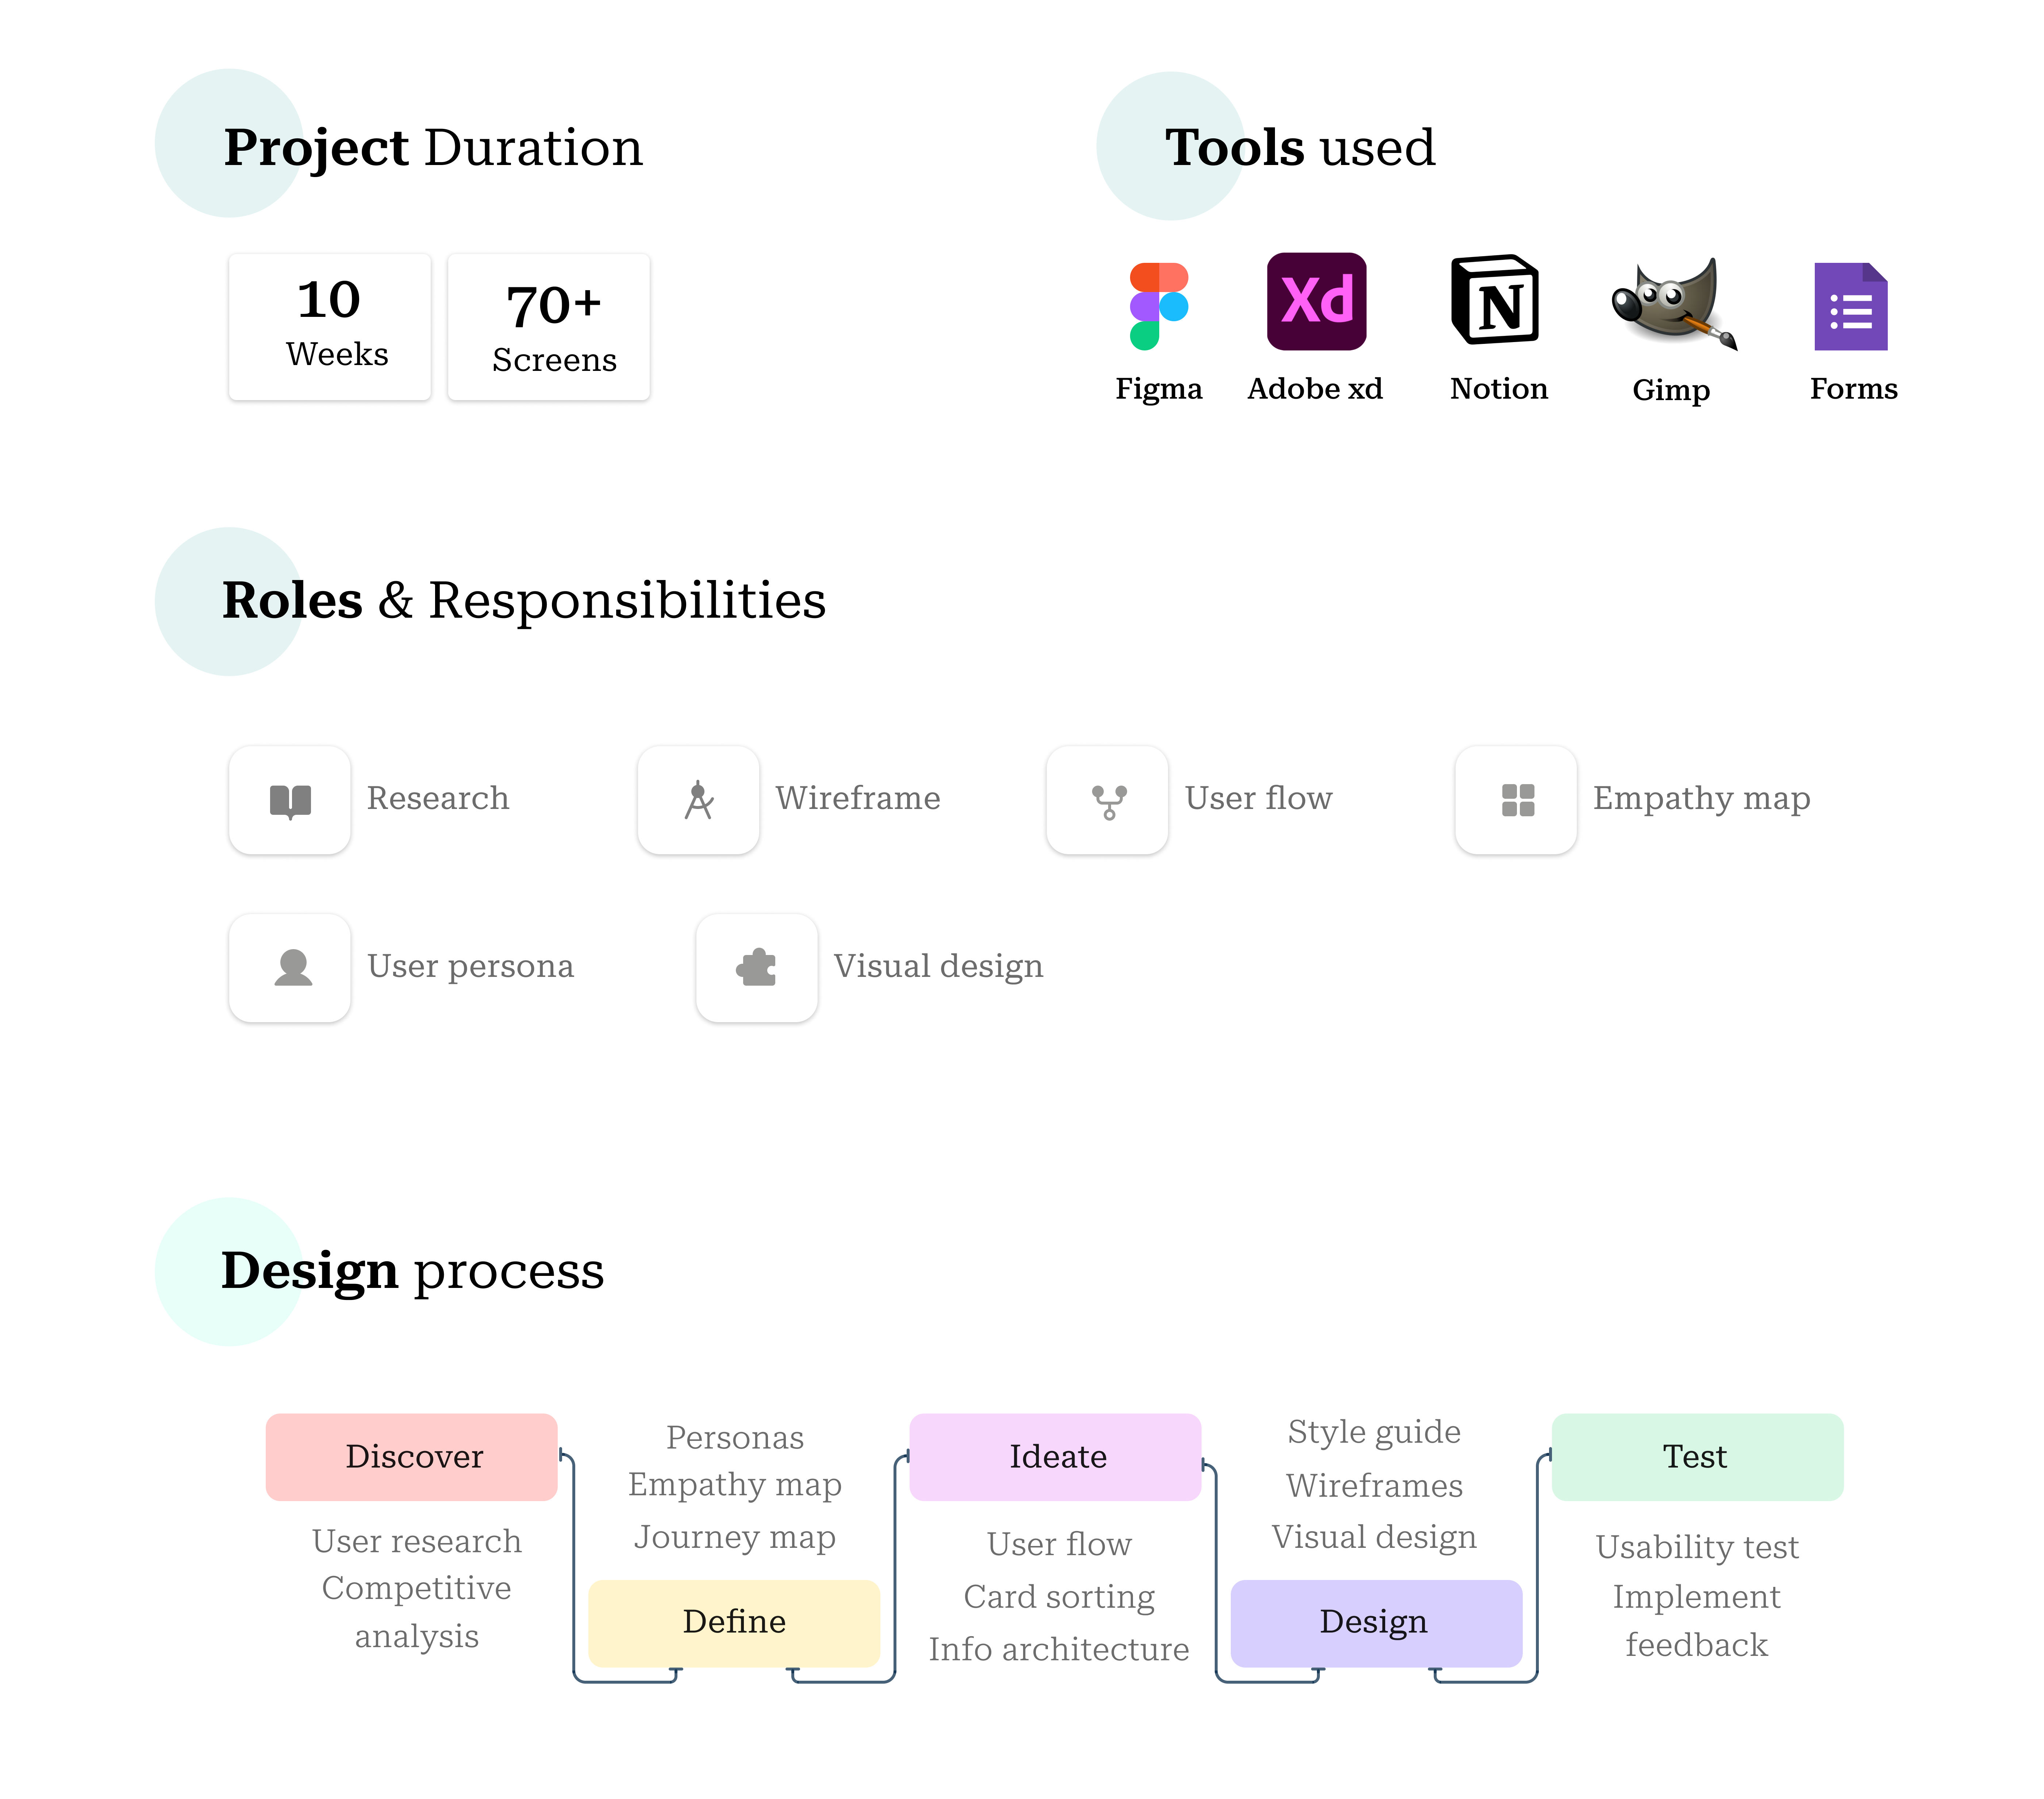 Project Duration
10
Weeks
70+
Screens
Tools used
Xd
N
Figma
Adobe xd
Notion
Gimp
Forms
Roles & Responsibilities
Research
Wireframe
User flow
Empathy map
User persona
Visual design
Design process
Discover
User research
Competitive
analysis
Personas
Empathy map
Journey map
Define
Ideate
User flow
Card sorting
Info architecture
Style guide
Wireframes
Visual design
Design
Test
Usability test
Implement
feedback